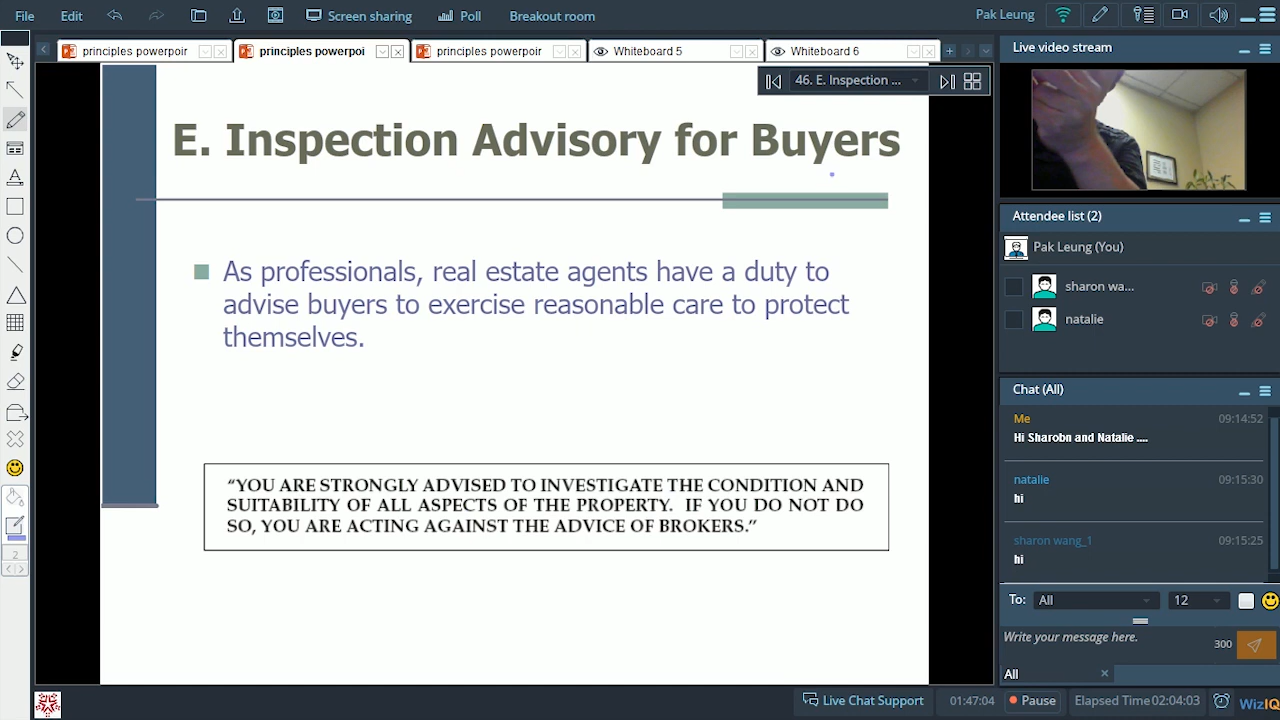 File Edit Screen sharing Poll Breakout room Pak Leung
principles powerpoir principles powerpoi principles powerpoir Whiteboard 5 Whiteboard 6
46. E. Inspection ...
E. Inspection Advisory for Buyers
As professionals, real estate agents have a duty to
advise buyers to exercise reasonable care to protect
themselves.
“YOU ARE STRONGLY ADVISED TO INVESTIGATE THE CONDITION AND
SUITABILITY OF ALL ASPECTS OF THE PROPERTY. IF YOU DO NOT DO
SO, YOU ARE ACTING AGAINST THE ADVICE OF BROKERS.”
2
Live video stream
Attendee list (2)
Pak Leung (You)
sharon wa...
natalie
Chat (All)
Me 09:14:52
Hi Sharobn and Natalie ....
natalie 09:15:30
hi
sharon wang_1 09:15:25
hi
To: All 12
Write your message here. 300
All
Live Chat Support 01:47:04 Pause Elapsed Time 02:04:03 WizIQ